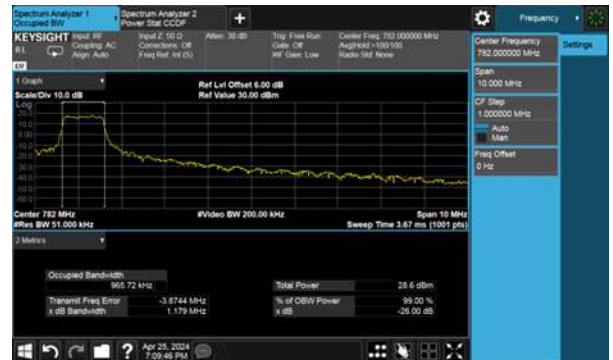 Spectrum Analyzer 1
Occupied BW
Spectrum Analyzer 2
Power Stat CCDF
+
Frequency
KEYSIGHT
Input: RF
Coupling: AC
Align: Auto
Input Z: 50 Ω
Corrections: Off
Freq Ref: Int (S)
Atten: 30 dB
Trig: Free Run
Gate: Off
#IF Gain: Low
Center Freq: 782.000000 MHz
Avg|Hold:>100/100
Radio Std: None
LW
Center Frequency
782.000000 MHz
Settings
Span
10.000 MHz
CF Step
1.000000 MHz
Auto
Man
Freq Offset
0 Hz
1 Graph
Scale/Div 10.0 dB
Ref Lvl Offset 6.00 dB
Ref Value 30.00 dBm
Log
20.0
10.0
0.00
-10.0
-20.0
-30.0
-40.0
-50.0
-60.0
Center 782 MHz
#Video BW 200.00 kHz
Span 10 MHz
#Res BW 51.000 kHz
Sweep Time 3.67 ms (1001 pts)
2 Metrics
Occupied Bandwidth
965.72 kHz
Total Power
28.6 dBm
Transmit Freq Error
-3.8744 MHz
% of OBW Power
99.00 %
x dB Bandwidth
1.179 MHz
x dB
-26.00 dB
?
Apr 25, 2024
7:09:46 PM